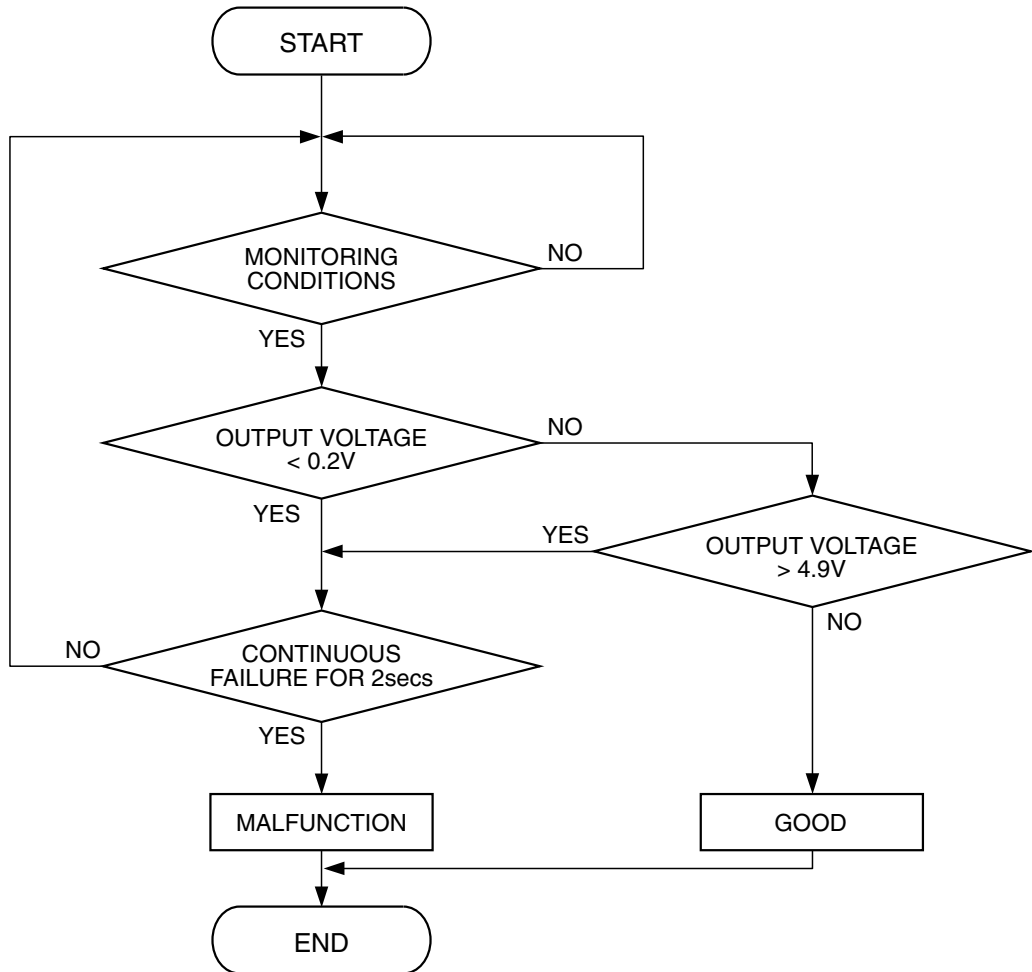 START
MONITORING
CONDITIONS
NO
YES
OUTPUT VOLTAGE
< 0.2V
NO
YES
YES
OUTPUT VOLTAGE
> 4.9V
NO
NO
CONTINUOUS
FAILURE FOR 2secs
YES
MALFUNCTION
GOOD
END